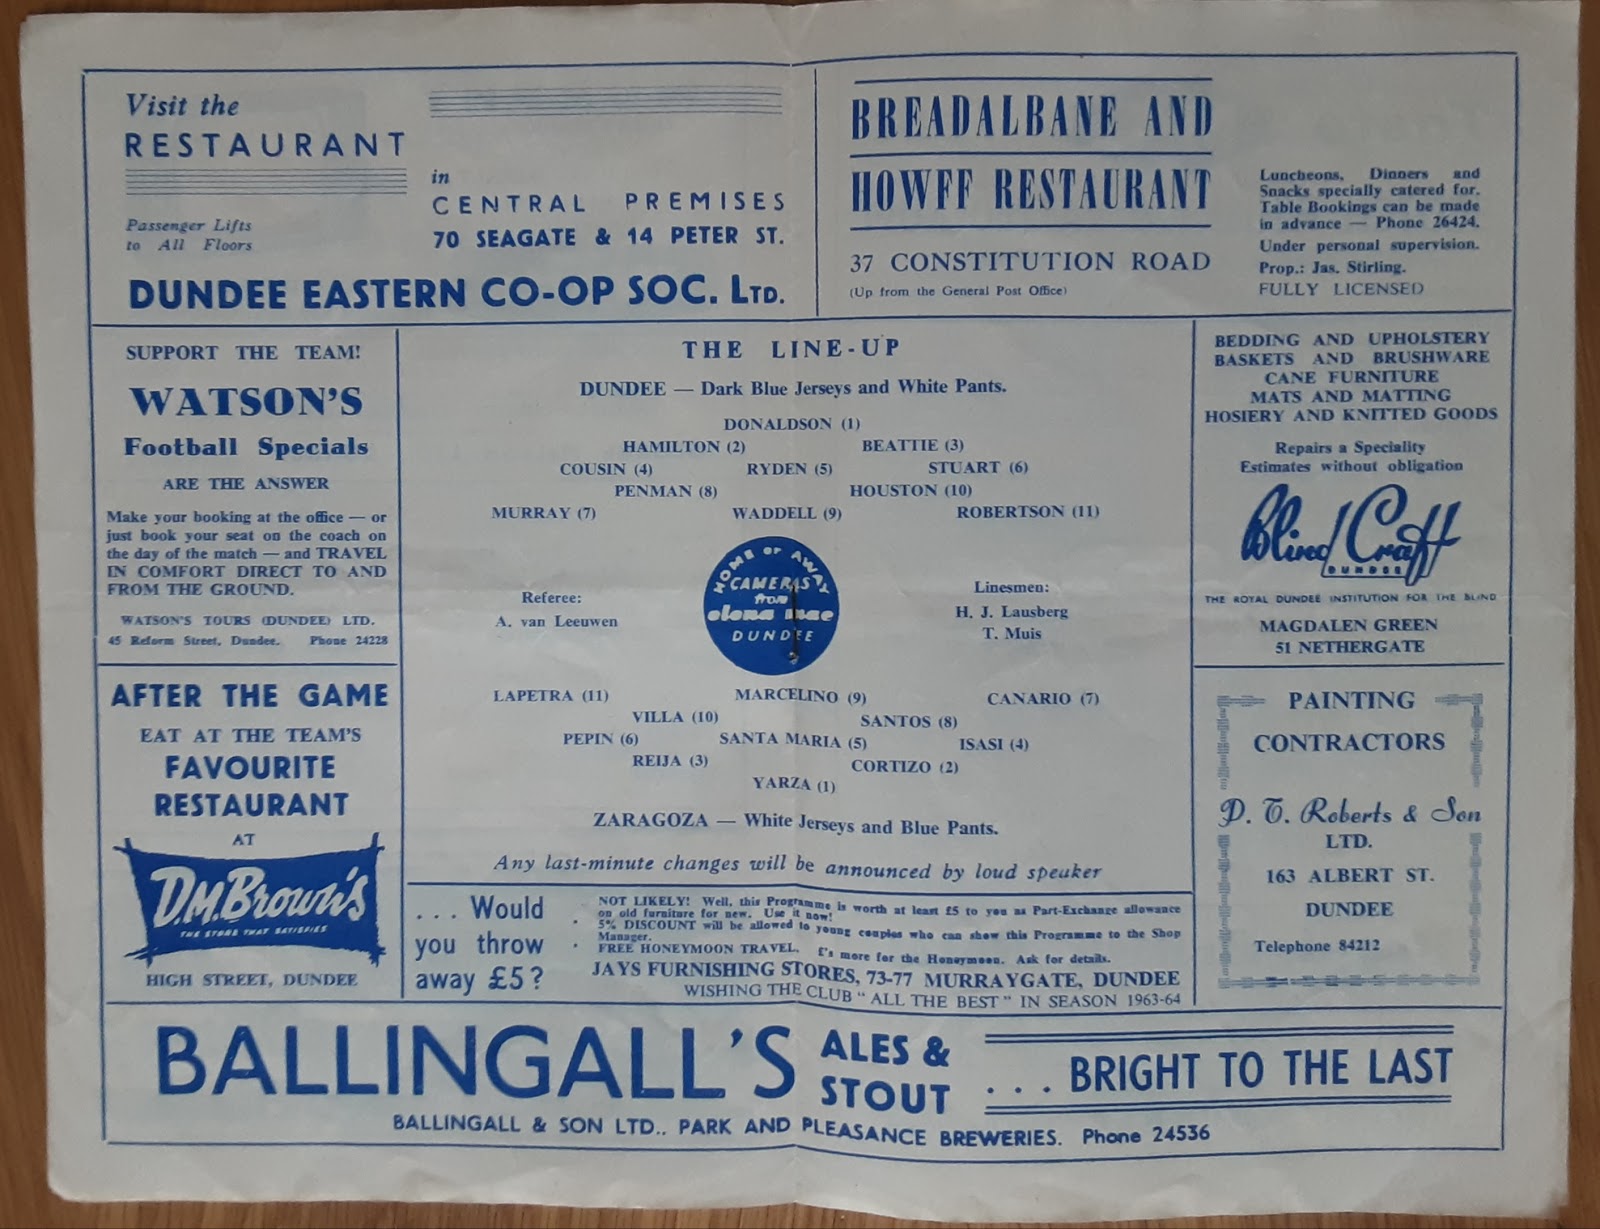 Visit the
RESTAURANT
Passenger Lifts
to All Floors
in
CENTRAL PREMISES
70 SEAGATE & 14 PETER ST.
DUNDEE EASTERN CO-OP SOC. LTD.
BREADALBANE AND
HOWFF RESTAURANT
37 CONSTITUTION ROAD
(Up from the General Post Office)
Luncheons, Dinners and
Snacks specially catered for.
Table Bookings can be made
in advance — Phone 26424.
Under personal supervision.
Prop.: Jas. Stirling.
FULLY LICENSED
SUPPORT THE TEAM!
WATSON'S
Football Specials
ARE THE ANSWER
Make your booking at the office — or
just book your seat on the coach on
the day of the match — and TRAVEL
IN COMFORT DIRECT TO AND
FROM THE GROUND.
WATSON'S TOURS (DUNDEE) LTD.
45 Reform Street, Dundee. Phone 24228
AFTER THE GAME
EAT AT THE TEAM'S
FAVOURITE
RESTAURANT
AT
D.M. Brown's
THE STORE THAT SATISFIES
HIGH STREET, DUNDEE
THE LINE-UP
DUNDEE — Dark Blue Jerseys and White Pants.
DONALDSON (1)
HAMILTON (2) BEATTIE (3)
COUSIN (4) RYDEN (5) STUART (6)
PENMAN (8) HOUSTON (10)
MURRAY (7) WADDELL (9) ROBERTSON (11)
Referee:
A. van Leeuwen
HOME OF AWAY
CAMERAS
from
elena mae
DUNDEE
Linesmen:
H. J. Lausberg
T. Muis
LAPETRA (11) MARCELINO (9) CANARIO (7)
VILLA (10) SANTOS (8)
PEPIN (6) SANTA MARIA (5) ISASI (4)
REIJA (3) CORTIZO (2)
YARZA (1)
ZARAGOZA — White Jerseys and Blue Pants.
Any last-minute changes will be announced by loud speaker
. . . Would
you throw
away £5?
NOT LIKELY! Well, this Programme is worth at least £5 to you as Part-Exchange allowance
on old furniture for new. Use it now!
5% DISCOUNT will be allowed to young couples who can show this Programme to the Shop
Manager.
FREE HONEYMOON TRAVEL. £'s more for the Honeymoon. Ask for details.
JAYS FURNISHING STORES, 73-77 MURRAYGATE, DUNDEE
WISHING THE CLUB "ALL THE BEST" IN SEASON 1963-64
BEDDING AND UPHOLSTERY
BASKETS AND BRUSHWARE
CANE FURNITURE
MATS AND MATTING
HOSIERY AND KNITTED GOODS
Repairs a Speciality
Estimates without obligation
Blind Craft
DUNDEE
THE ROYAL DUNDEE INSTITUTION FOR THE BLIND
MAGDALEN GREEN
51 NETHERGATE
PAINTING
CONTRACTORS
D. T. Roberts & Son
LTD.
163 ALBERT ST.
DUNDEE
Telephone 84212
BALLINGALL'S ALES &
STOUT
. . . BRIGHT TO THE LAST
BALLINGALL & SON LTD., PARK AND PLEASANCE BREWERIES. Phone 24536